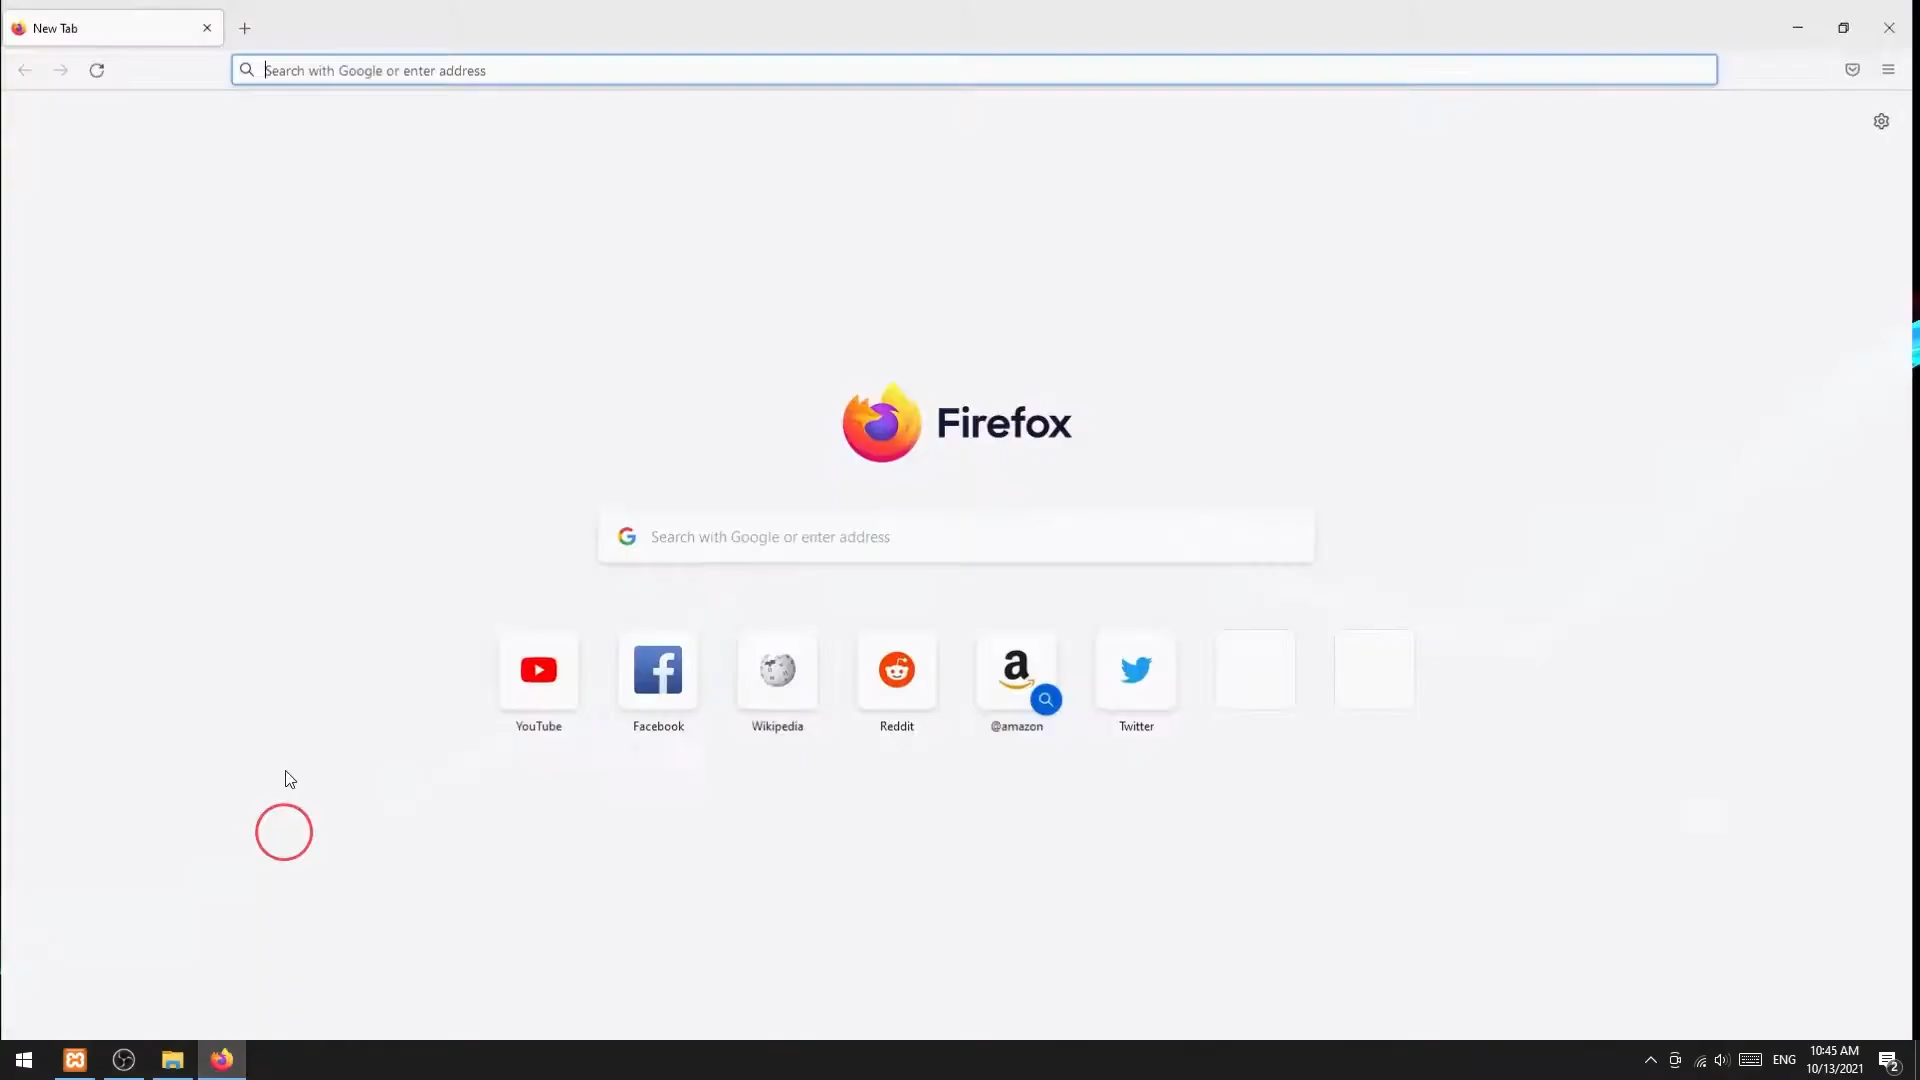 New Tab
Search with Google or enter address
Firefox
Search with Google or enter address
YouTube
Facebook
Wikipedia
Reddit
@amazon
Twitter
ENG
10:45 AM
10/13/2021
2